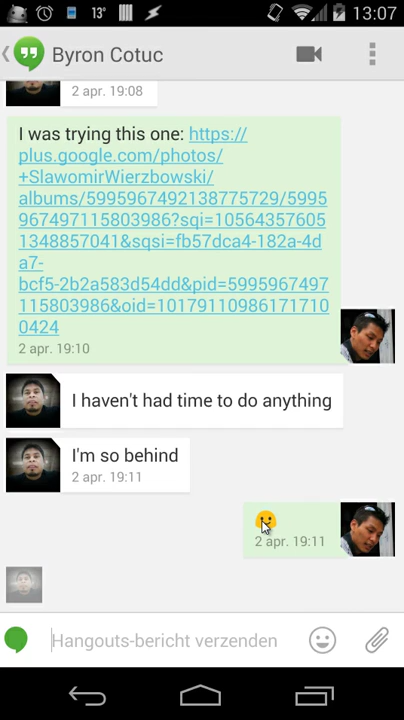 13°
13:07
Byron Cotuc
2 apr. 19:08
I was trying this one: https://
plus.google.com/photos/
+SlawomirWierzbowski/
albums/5995967492138775729/5995
967497115803986?sqi=10564357605
1348857041&sqsi=fb57dca4-182a-4d
a7-
bcf5-2b2a583d54dd&pid=5995967497
115803986&oid=10179110986171710
0424
2 apr. 19:10
I haven't had time to do anything
I'm so behind
2 apr. 19:11
2 apr. 19:11
Hangouts-bericht verzenden